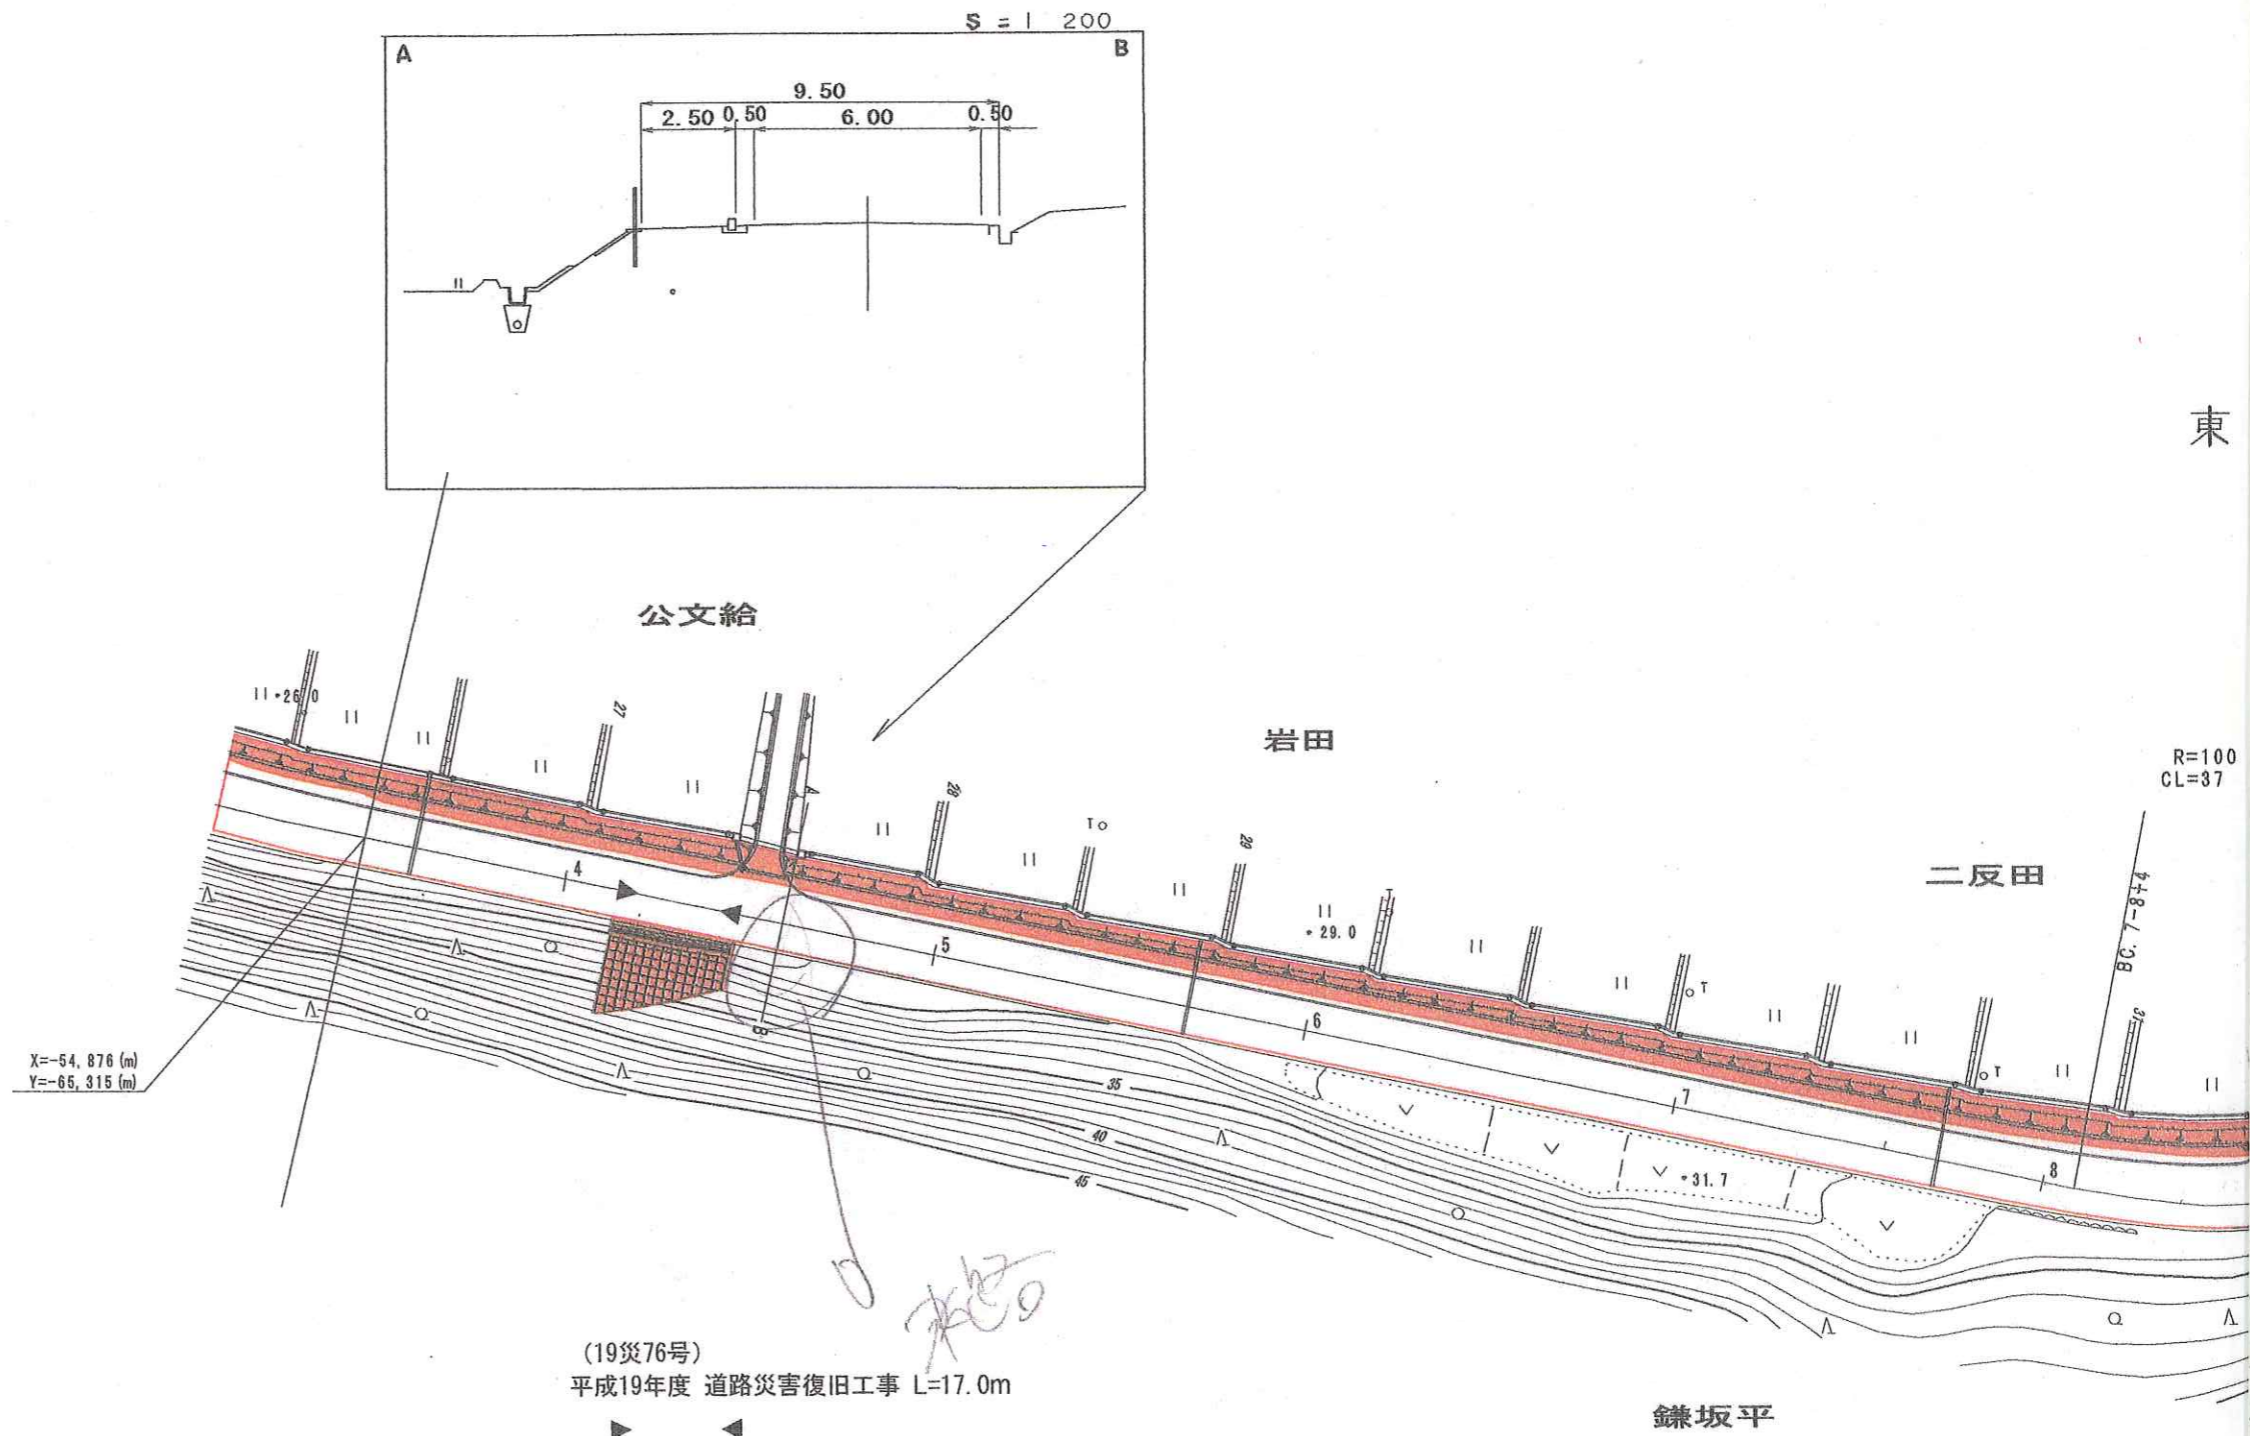 S = 1 200
A
B
9.50
2.50 0.50 6.00 0.50
東
公文給
岩田
二反田
R=100
CL=37
BC. 7-8+4
26.0
27
A
28
T
29
T
29.0
T
T
31
4
5
6
7
8
B
X=-54,876(m)
Y=-65,315(m)
35
40
45
31.7
(19災76号)
平成19年度 道路災害復旧工事 L=17.0m
鎌坂平